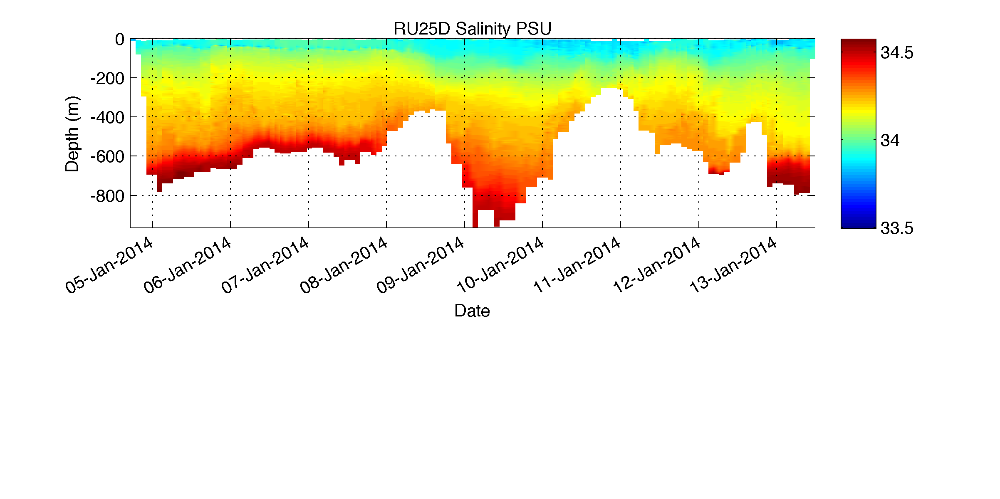 RU25D Salinity PSU
0
-200
-400
-600
-800
Depth (m)
34.5
34
33.5
05-Jan-2014
06-Jan-2014
07-Jan-2014
08-Jan-2014
09-Jan-2014
10-Jan-2014
11-Jan-2014
12-Jan-2014
13-Jan-2014
Date